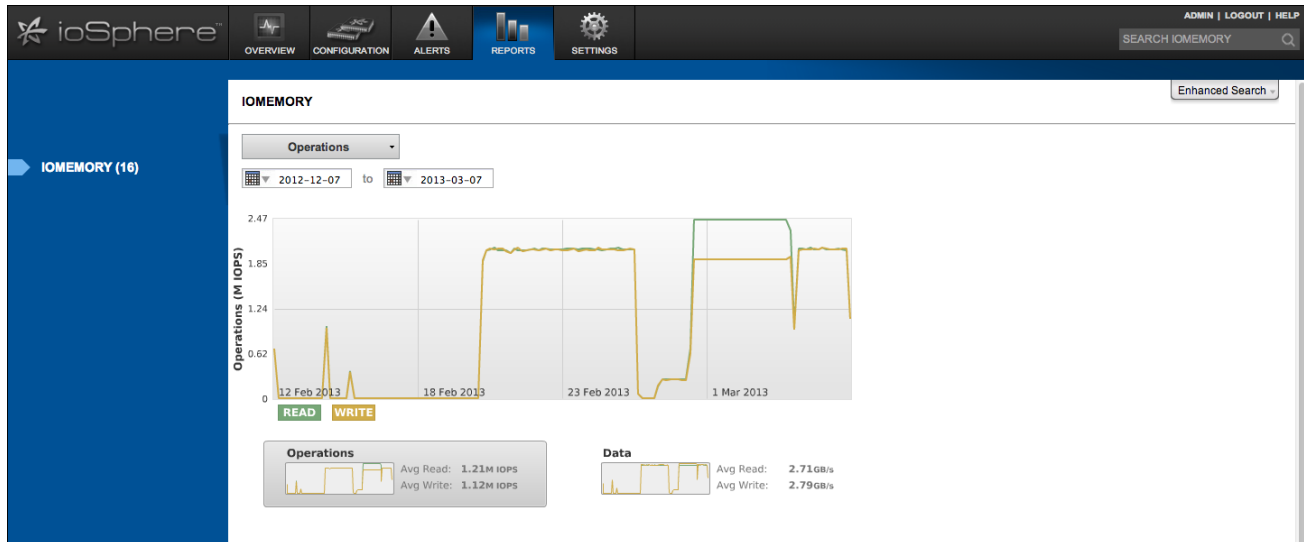 ioSphere™
OVERVIEW
CONFIGURATION
ALERTS
REPORTS
SETTINGS
ADMIN | LOGOUT | HELP
SEARCH IOMEMORY
IOMEMORY (16)
IOMEMORY
Enhanced Search
Operations
2012-12-07 to 2013-03-07
Operations (M IOPS)
2.47
1.85
1.24
0.62
0
12 Feb 2013
18 Feb 2013
23 Feb 2013
1 Mar 2013
READ WRITE
Operations
Avg Read: 1.21M IOPS
Avg Write: 1.12M IOPS
Data
Avg Read: 2.71GB/s
Avg Write: 2.79GB/s